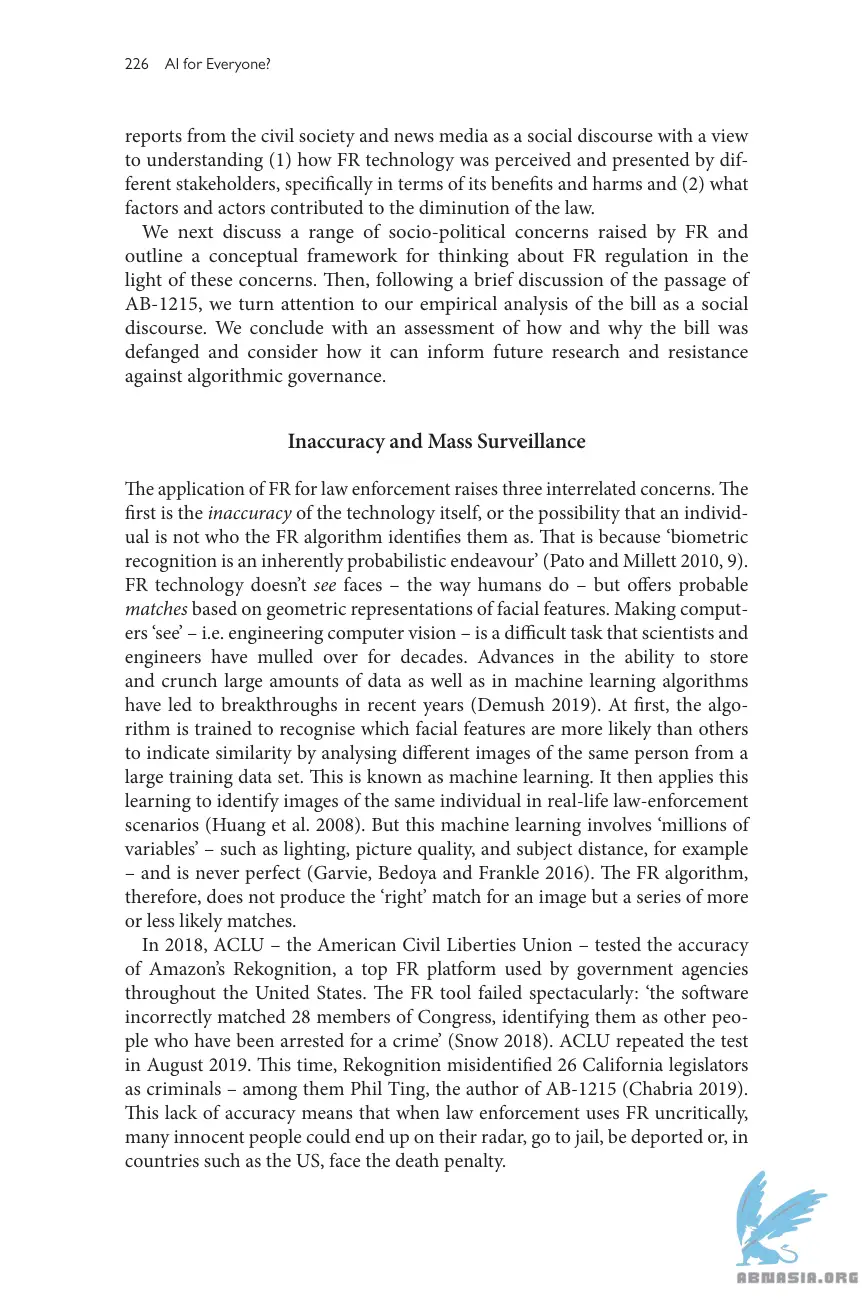 226 AI for Everyone?
reports from the civil society and news media as a social discourse with a view
to understanding (1) how FR technology was perceived and presented by dif-
ferent stakeholders, specifically in terms of its benefits and harms and (2) what
factors and actors contributed to the diminution of the law.
We next discuss a range of socio-political concerns raised by FR and
outline a conceptual framework for thinking about FR regulation in the
light of these concerns. Then, following a brief discussion of the passage of
AB-1215, we turn attention to our empirical analysis of the bill as a social
discourse. We conclude with an assessment of how and why the bill was
defanged and consider how it can inform future research and resistance
against algorithmic governance.
Inaccuracy and Mass Surveillance
The application of FR for law enforcement raises three interrelated concerns. The
first is the inaccuracy of the technology itself, or the possibility that an individ-
ual is not who the FR algorithm identifies them as. That is because ‘biometric
recognition is an inherently probabilistic endeavour’ (Pato and Millett 2010, 9).
FR technology doesn’t see faces – the way humans do – but offers probable
matches based on geometric representations of facial features. Making comput-
ers ‘see’ – i.e. engineering computer vision – is a difficult task that scientists and
engineers have mulled over for decades. Advances in the ability to store
and crunch large amounts of data as well as in machine learning algorithms
have led to breakthroughs in recent years (Demush 2019). At first, the algo-
rithm is trained to recognise which facial features are more likely than others
to indicate similarity by analysing different images of the same person from a
large training data set. This is known as machine learning. It then applies this
learning to identify images of the same individual in real-life law-enforcement
scenarios (Huang et al. 2008). But this machine learning involves ‘millions of
variables’ – such as lighting, picture quality, and subject distance, for example
– and is never perfect (Garvie, Bedoya and Frankle 2016). The FR algorithm,
therefore, does not produce the ‘right’ match for an image but a series of more
or less likely matches.
In 2018, ACLU – the American Civil Liberties Union – tested the accuracy
of Amazon’s Rekognition, a top FR platform used by government agencies
throughout the United States. The FR tool failed spectacularly: ‘the software
incorrectly matched 28 members of Congress, identifying them as other peo-
ple who have been arrested for a crime’ (Snow 2018). ACLU repeated the test
in August 2019. This time, Rekognition misidentified 26 California legislators
as criminals – among them Phil Ting, the author of AB-1215 (Chabria 2019).
This lack of accuracy means that when law enforcement uses FR uncritically,
many innocent people could end up on their radar, go to jail, be deported or, in
countries such as the US, face the death penalty.
ABMASIA.ORG